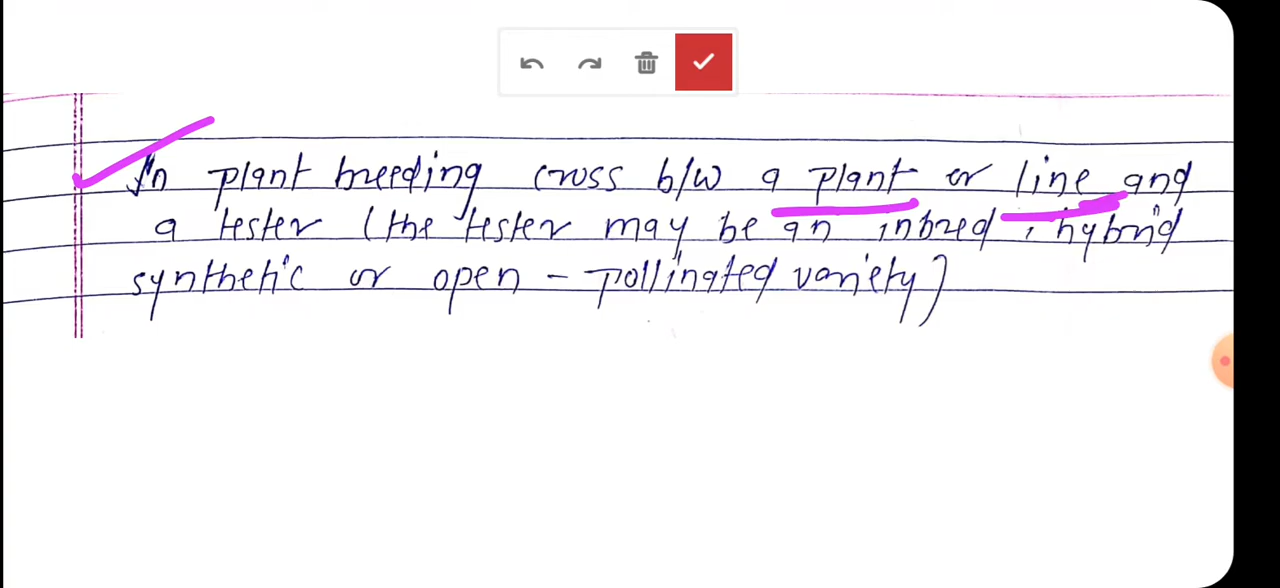 In plant breeding cross b/w a plant or line and
a tester (the tester may be an inbred, hybrid
synthetic or open - pollinated variety)